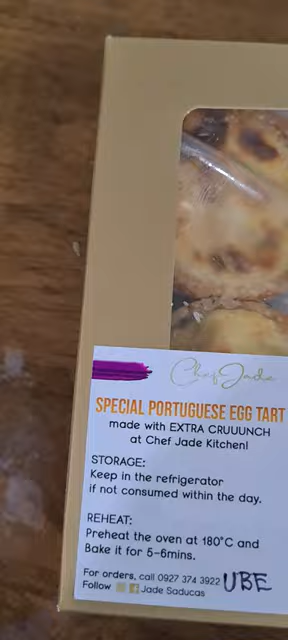 Chef Jade
SPECIAL PORTUGUESE EGG TART
made with EXTRA CRUUUNCH
at Chef Jade Kitchen!
STORAGE:
Keep in the refrigerator
if not consumed within the day.
REHEAT:
Preheat the oven at 180°C and
Bake it for 5-6mins.
For orders, call 0927 374 3922 UBE
Follow Jade Saducas